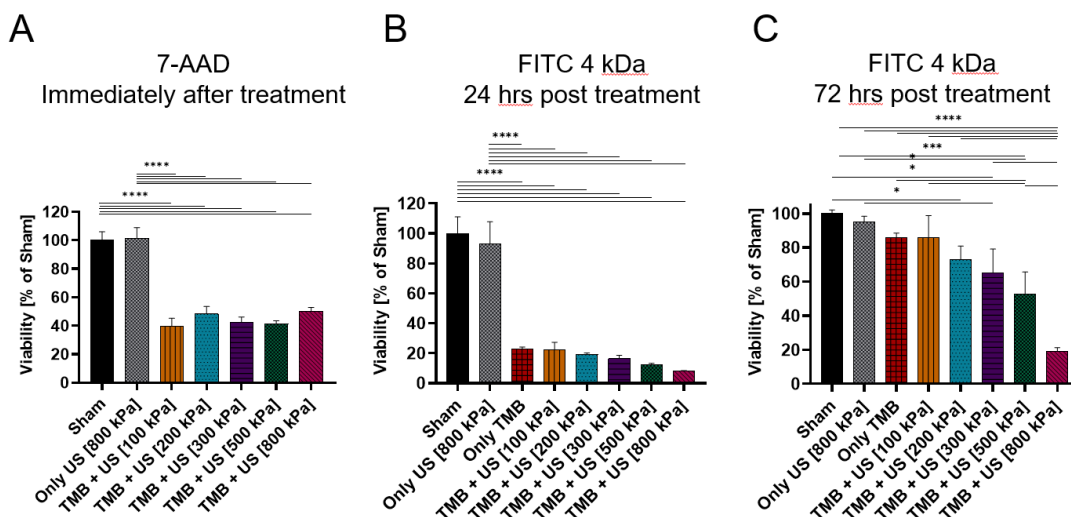 A
7-AAD
Immediately after treatment
****
****
Viability [% of Sham]
120
100
80
60
40
20
0
Sham
Only US [800 kPa]
TMB + US [100 kPa]
TMB + US [200 kPa]
TMB + US [300 kPa]
TMB + US [500 kPa]
TMB + US [800 kPa]
B
FITC 4 kDa
24 hrs post treatment
****
****
Viability [% of Sham]
120
100
80
60
40
20
0
Sham
Only US [800 kPa]
Only TMB
TMB + US [100 kPa]
TMB + US [200 kPa]
TMB + US [300 kPa]
TMB + US [500 kPa]
TMB + US [800 kPa]
C
FITC 4 kDa
72 hrs post treatment
****
***
*
*
*
Viability [% of Sham]
100
80
60
40
20
0
Sham
Only US [800 kPa]
Only TMB
TMB + US [100 kPa]
TMB + US [200 kPa]
TMB + US [300 kPa]
TMB + US [500 kPa]
TMB + US [800 kPa]